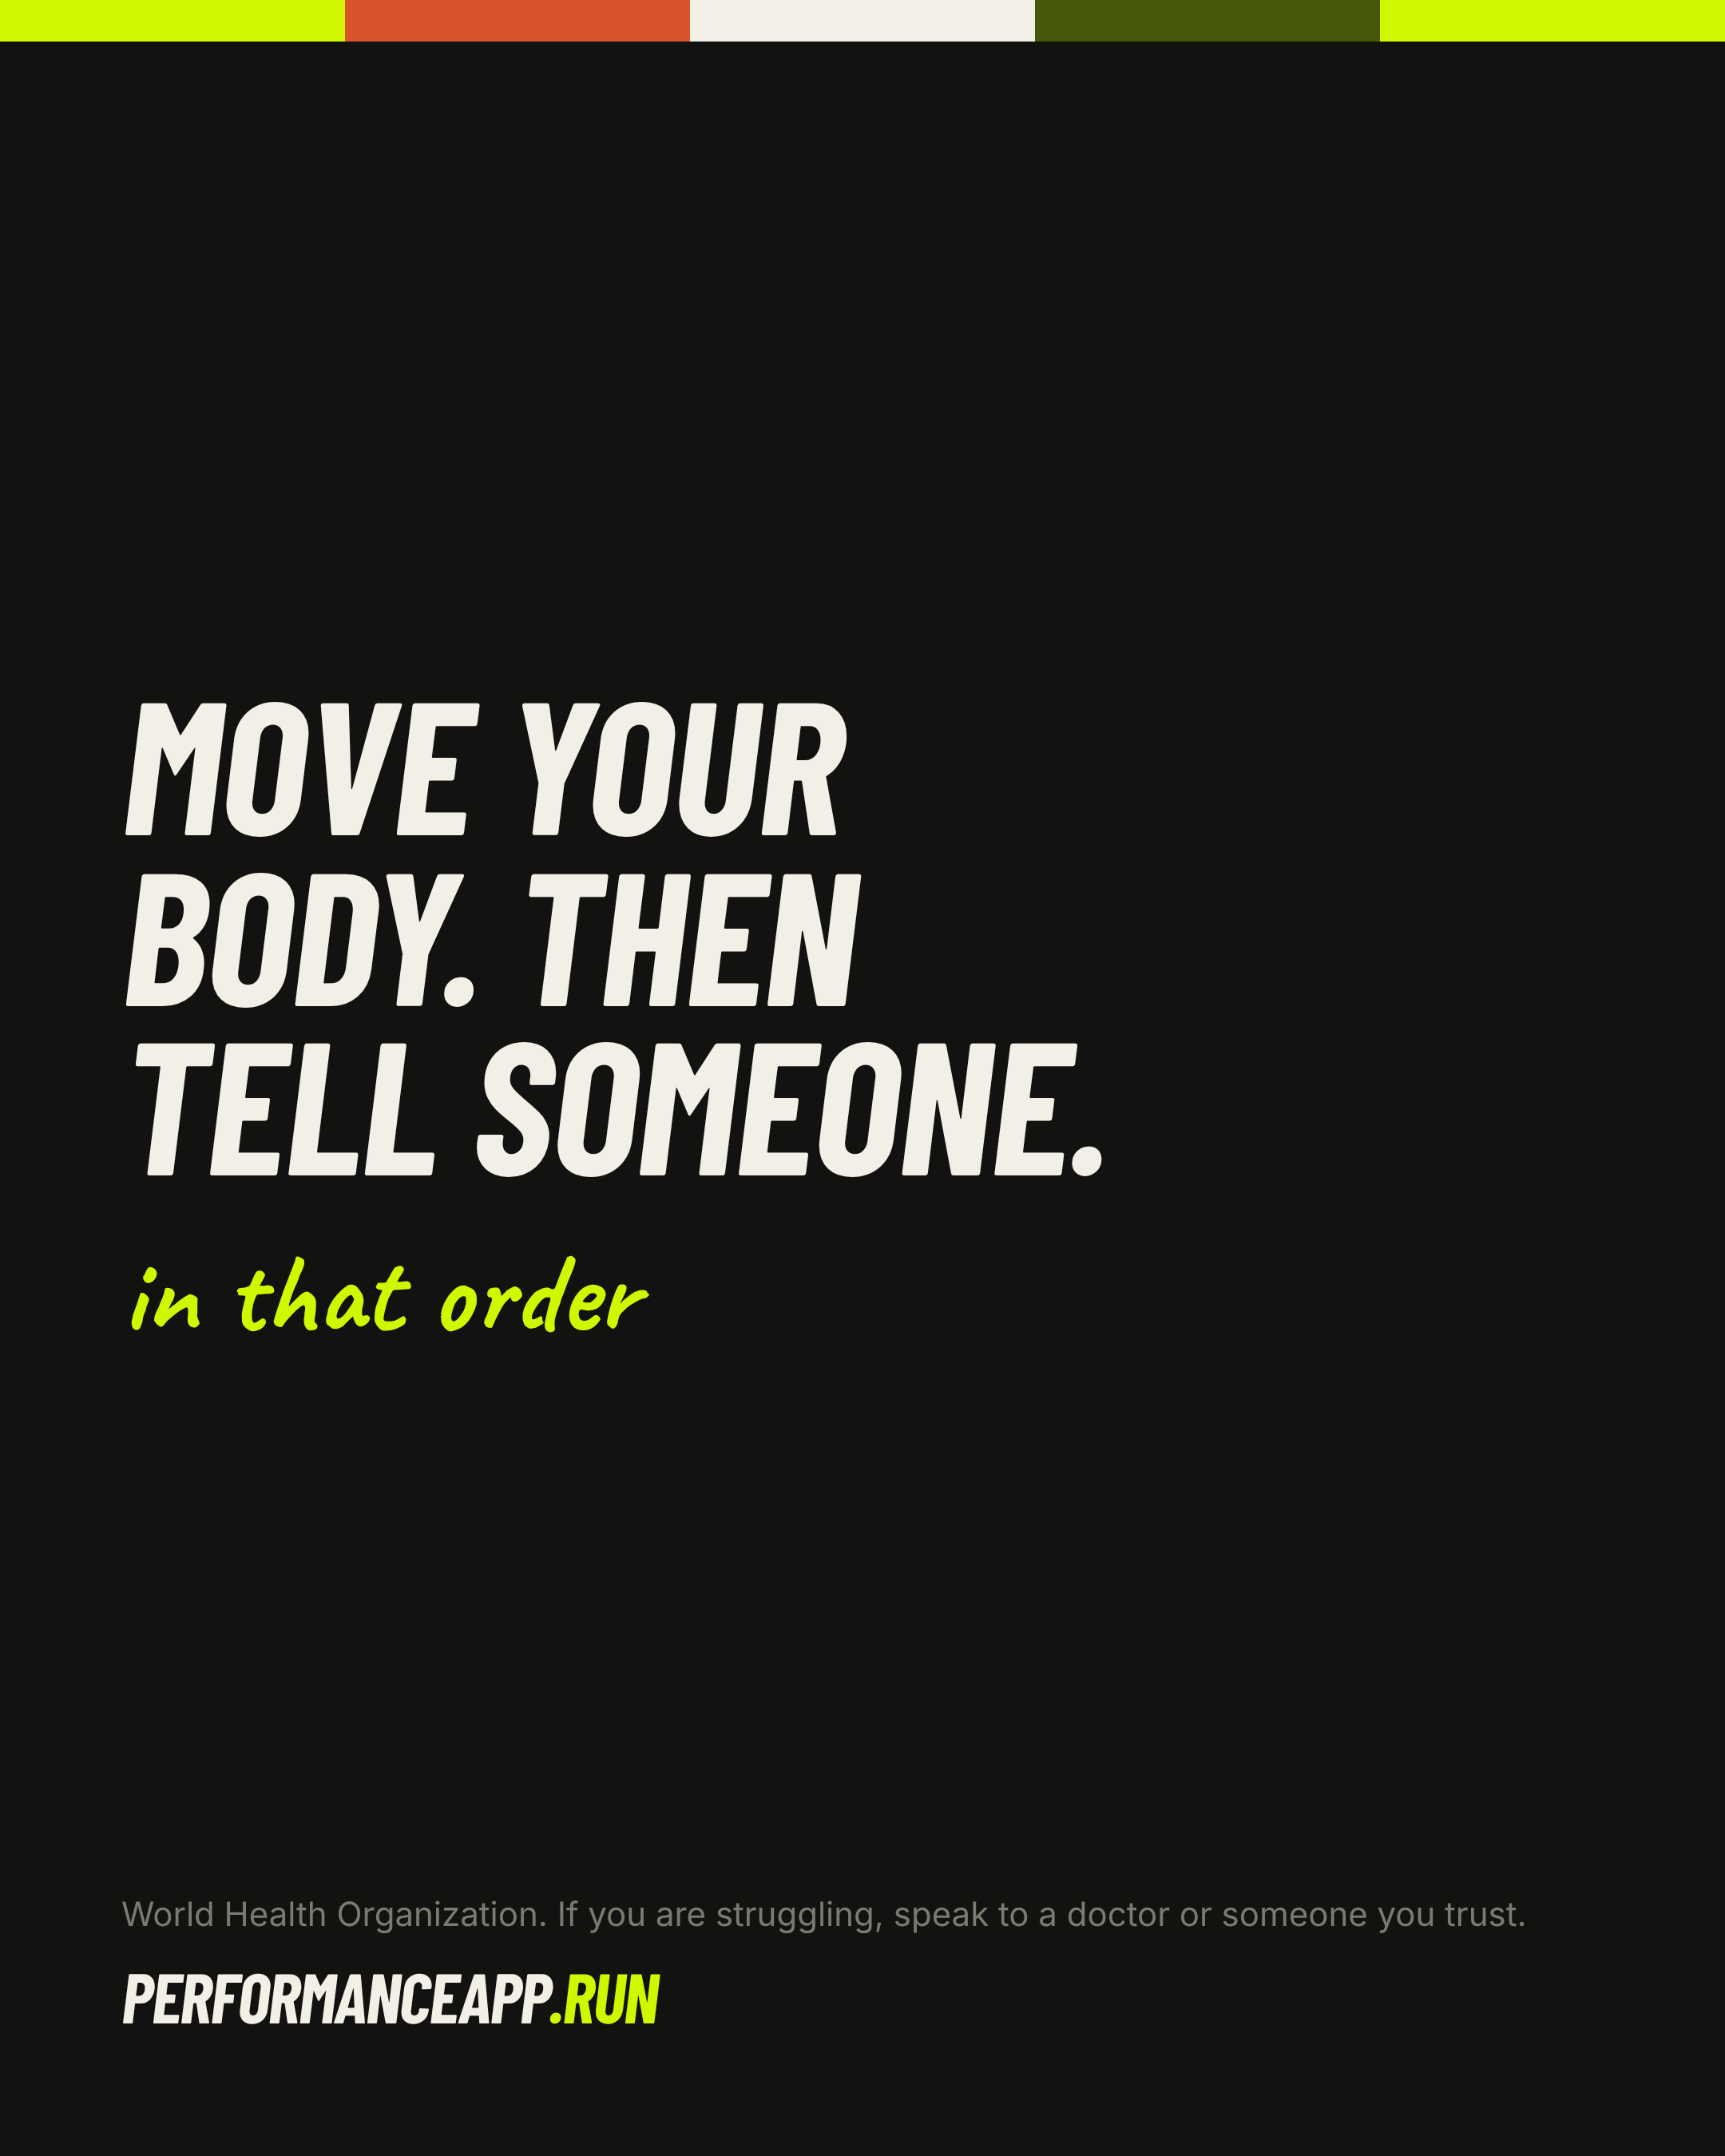 MOVE YOUR
BODY. THEN
TELL SOMEONE.
in that order
World Health Organization. If you are struggling, speak to a doctor or someone you trust.
PERFORMANCEAPP.RUN